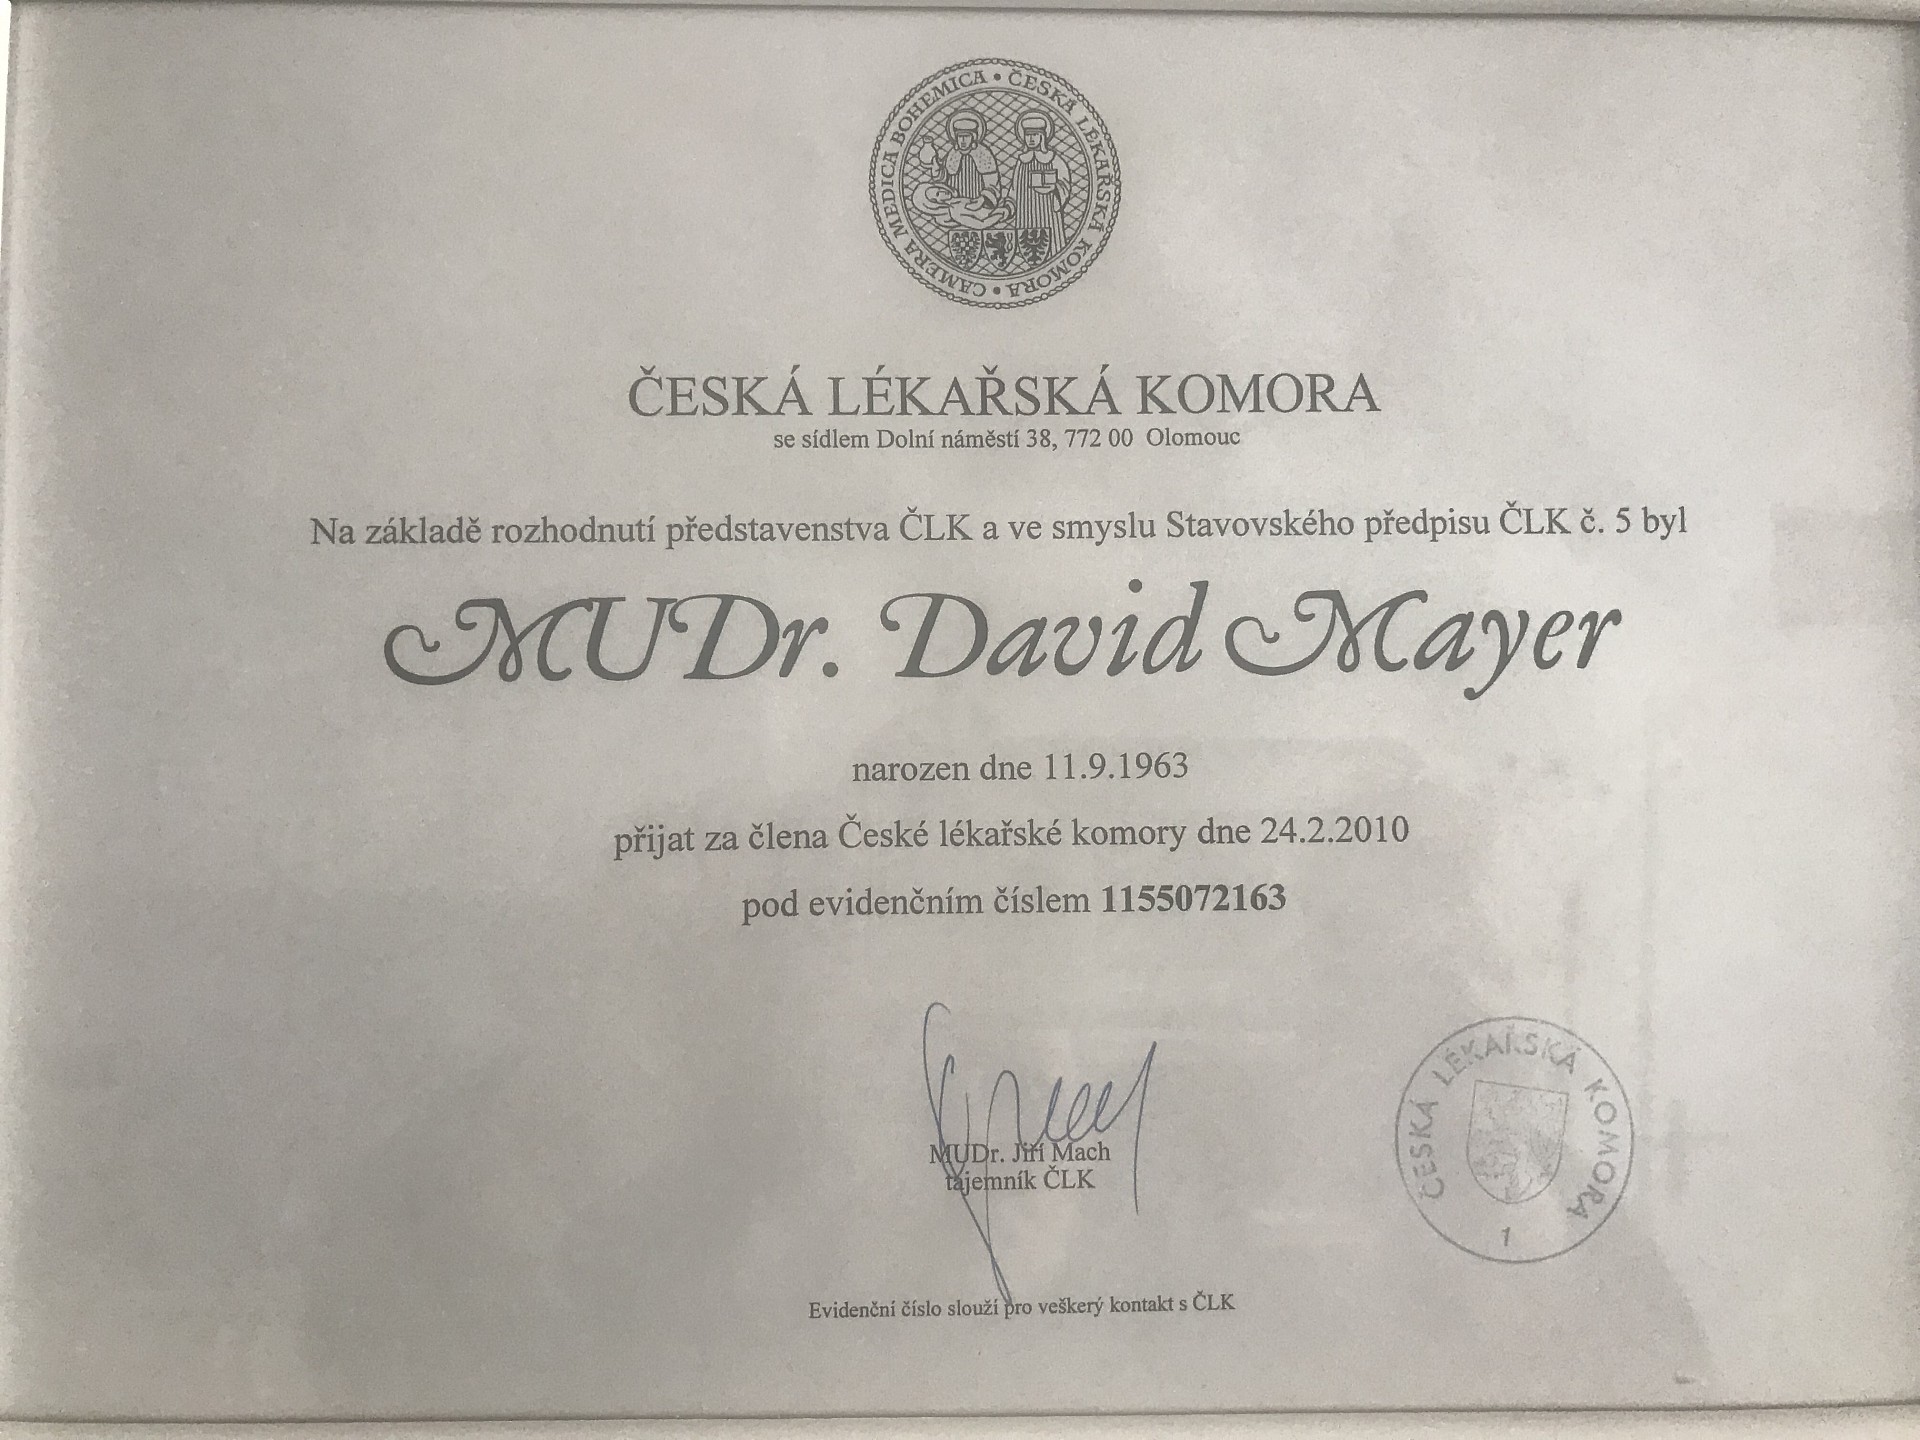 CAMERA MEDICA BOHEMICA • ČESKÁ LÉKAŘSKÁ KOMORA •
ČESKÁ LÉKAŘSKÁ KOMORA
se sídlem Dolní náměstí 38, 772 00 Olomouc
Na základě rozhodnutí představenstva ČLK a ve smyslu Stavovského předpisu ČLK č. 5 byl
MUDr. David Mayer
narozen dne 11.9.1963
přijat za člena České lékařské komory dne 24.2.2010
pod evidenčním číslem 1155072163
MUDr. Jiří Mach
tajemník ČLK
ČESKÁ LÉKAŘSKÁ KOMORA
1
Evidenční číslo slouží pro veškerý kontakt s ČLK